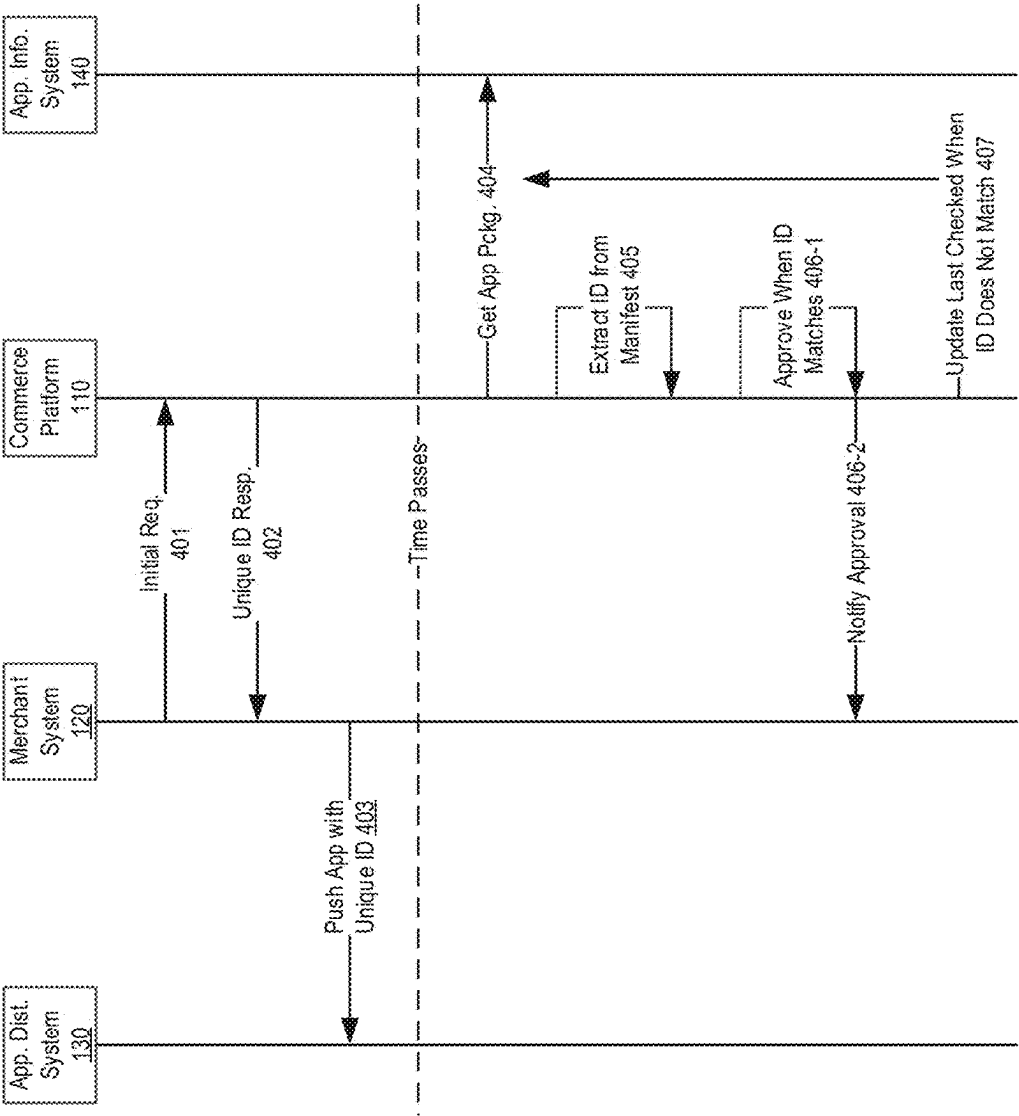 App. Dist.
System
130
Merchant
System
120
Commerce
Platform
110
App. Info.
System
140
Initial Req.
401
Unique ID Resp.
402
Push App with
Unique ID 403
Time Passes
Get App Pckg. 404
Extract ID from
Manifest 405
Approve When ID
Matches 406-1
Notify Approval 406-2
Update Last Checked When
ID Does Not Match 407